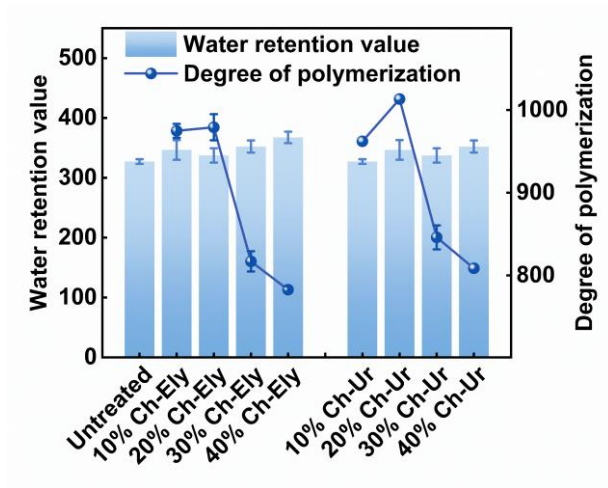 Water retention value
Degree of polymerization
Water retention value
500
400
300
200
100
0
1000
900
800
Degree of polymerization
Untreated
10% Ch-Ely
20% Ch-Ely
30% Ch-Ely
40% Ch-Ely
10% Ch-Ur
20% Ch-Ur
30% Ch-Ur
40% Ch-Ur